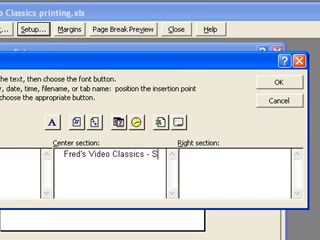 o Classics printing.xls
... Setup... Margins Page Break Preview Close Help
the text, then choose the font button.
r, date, time, filename, or tab name: position the insertion point
choose the appropriate button.
OK
Cancel
A
Center section: Right section:
Fred's Video Classics - S